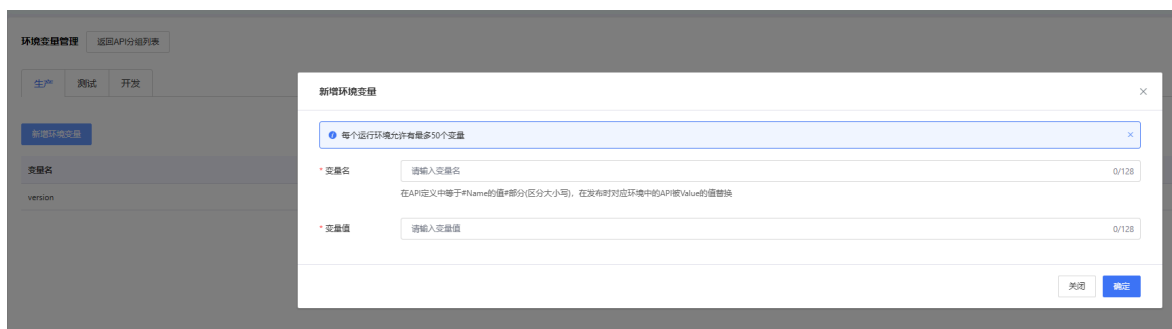 环境变量管理 返回API分组列表
生产 测试 开发
新增环境变量
变量名
version
新增环境变量
每个运行环境允许有最多50个变量
* 变量名 请输入变量名 0/128
在API定义中等于#Name的值#部分(区分大小写)，在发布时对应环境中的API被Value的值替换
* 变量值 请输入变量值 0/128
关闭 确定